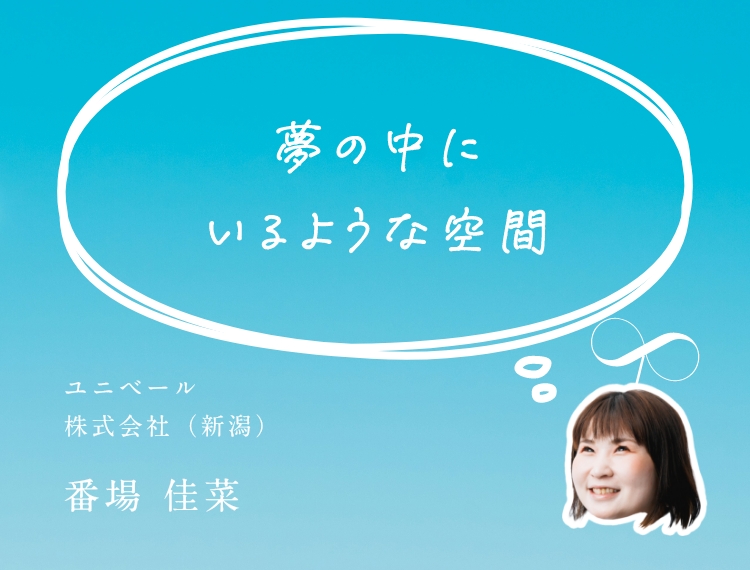 夢の中に
いるような空間
ユニベール
株式会社（新潟）
番場 佳菜